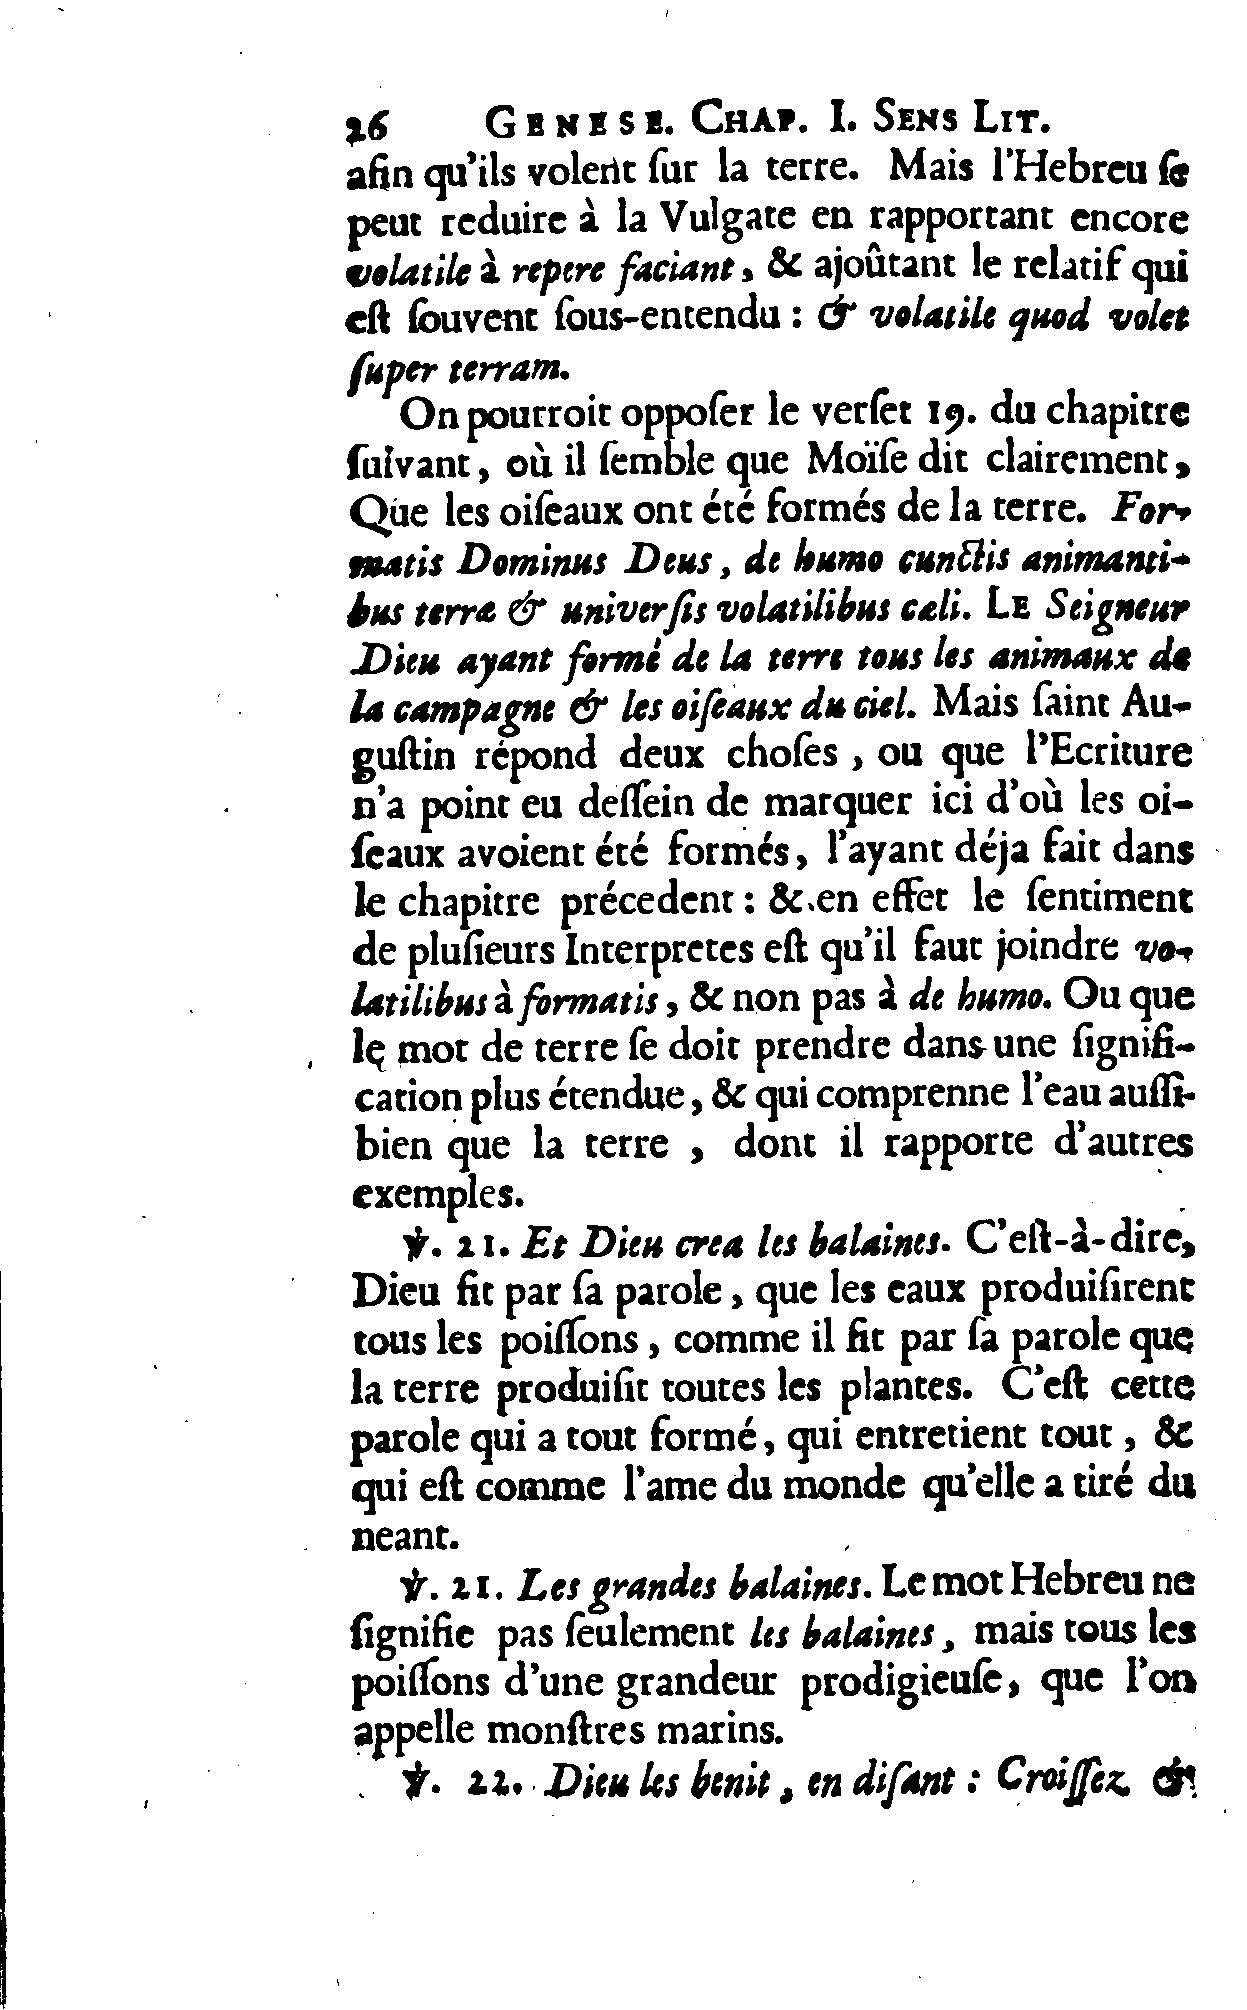 26 GENESE. CHAP. I. SENS LIT.
afin qu'ils volent ſur la terre. Mais l'Hebreu ſe
peut reduire à la Vulgate en rapportant encore
volatile à repere faciant, & ajoûtant le relatif qui
eſt ſouvent ſous-entendu : & volatile quod volet
ſuper terram.
On pourroit oppoſer le verſet 19. du chapitre
ſuivant, où il ſemble que Moïſe dit clairement,
Que les oiſeaux ont été formés de la terre. For-
matis Dominus Deus, de humo cunctis animanti-
bus terræ & univerſis volatilibus cæli. LE Seigneur
Dieu ayant formé de la terre tous les animaux de
la campagne & les oiſeaux du ciel. Mais ſaint Au-
guſtin répond deux choſes, ou que l'Ecriture
n'a point eu deſſein de marquer ici d'où les oi-
ſeaux avoient été formés, l'ayant déja fait dans
le chapitre précedent : & en effet le ſentiment
de pluſieurs Interpretes eſt qu'il faut joindre vo-
latilibus à formatis, & non pas à de humo. Ou que
le mot de terre ſe doit prendre dans une ſignifi-
cation plus étendue, & qui comprenne l'eau auſſi-
bien que la terre, dont il rapporte d'autres
exemples.
℣. 21. Et Dieu crea les balaines. C'eſt-à-dire,
Dieu fit par ſa parole, que les eaux produiſirent
tous les poiſſons, comme il fit par ſa parole que
la terre produiſit toutes les plantes. C'eſt cette
parole qui a tout formé, qui entretient tout, &
qui eſt comme l'ame du monde qu'elle a tiré du
neant.
℣. 21. Les grandes balaines. Le mot Hebreu ne
ſignifie pas ſeulement les balaines, mais tous les
poiſſons d'une grandeur prodigieuſe, que l'on
appelle monſtres marins.
℣. 22. Dieu les benit, en diſant : Croiſſez &